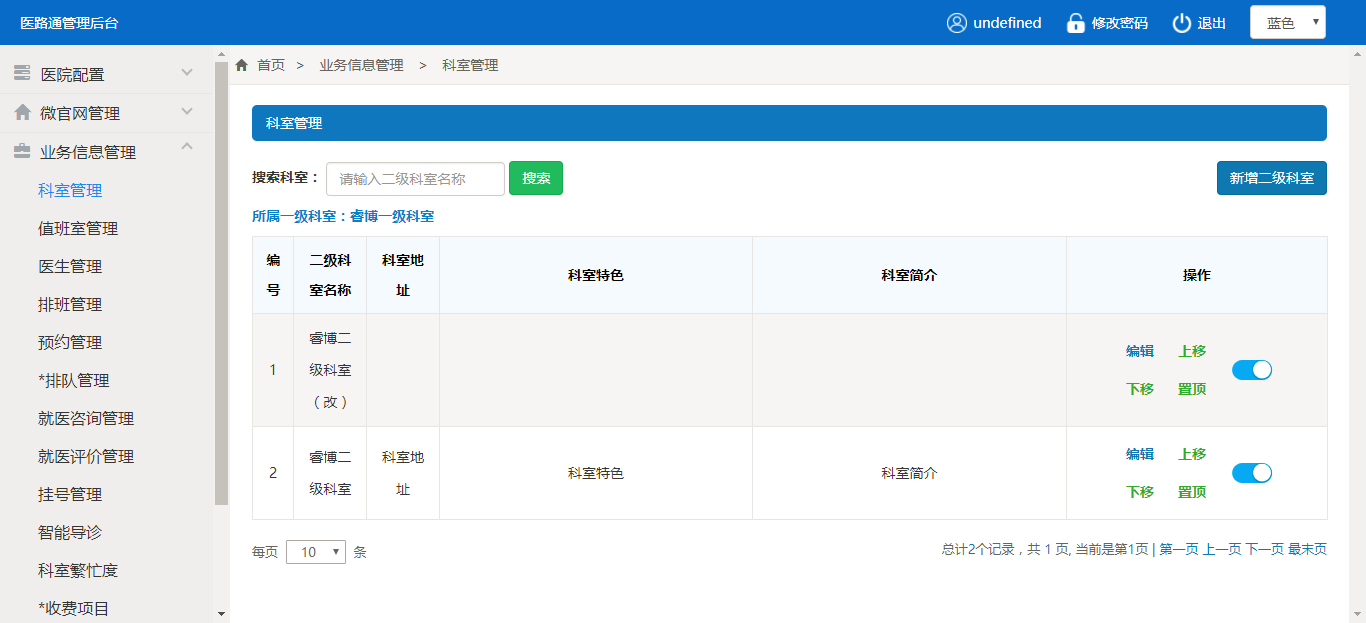 医路通管理后台
undefined
修改密码
退出
蓝色
医院配置
微官网管理
业务信息管理
科室管理
值班室管理
医生管理
排班管理
预约管理
*排队管理
就医咨询管理
就医评价管理
挂号管理
智能导诊
科室繁忙度
*收费项目
首页 > 业务信息管理 > 科室管理
科室管理
搜索科室：
请输入二级科室名称
搜索
新增二级科室
所属一级科室：睿博一级科室
编
号
二级科
室名称
科室地
址
科室特色
科室简介
操作
1
睿博二
级科室
（改）
编辑 上移
下移 置顶
2
睿博二
级科室
科室地
址
科室特色
科室简介
编辑 上移
下移 置顶
每页 10 条
总计2个记录，共 1 页, 当前是第1页 | 第一页 上一页 下一页 最末页